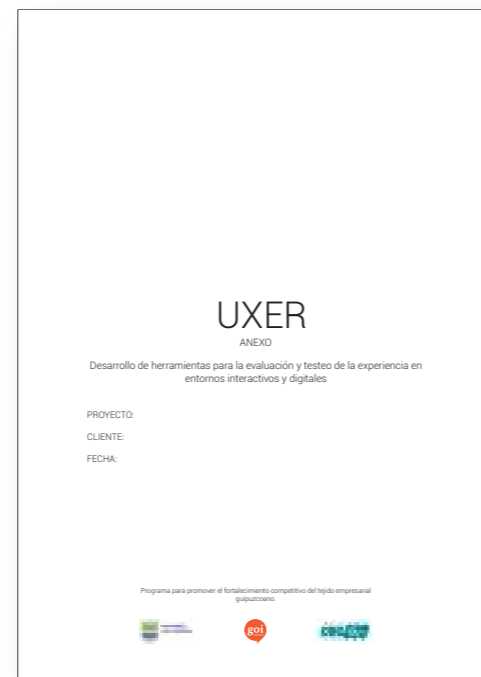 UXER
ANEXO
Desarrollo de herramientas para la evaluación y testeo de la experiencia en
entornos interactivos y digitales
PROYECTO:
CLIENTE:
FECHA:
Programa para promover el fortalecimiento competitivo del tejido empresarial
guipuzcoano.
goi